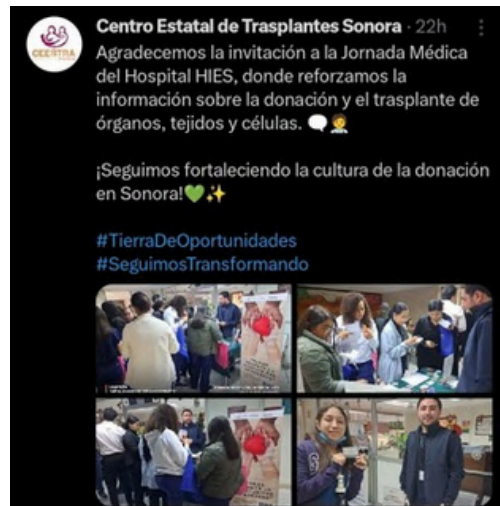 CEESTRA
Centro Estatal de Trasplantes Sonora · 22h
Agradecemos la invitación a la Jornada Médica
del Hospital HIES, donde reforzamos la
información sobre la donación y el trasplante de
órganos, tejidos y células. 🗨️🧑‍⚕️
¡Seguimos fortaleciendo la cultura de la donación
en Sonora!💚✨
#TierraDeOportunidades
#SeguimosTransformando